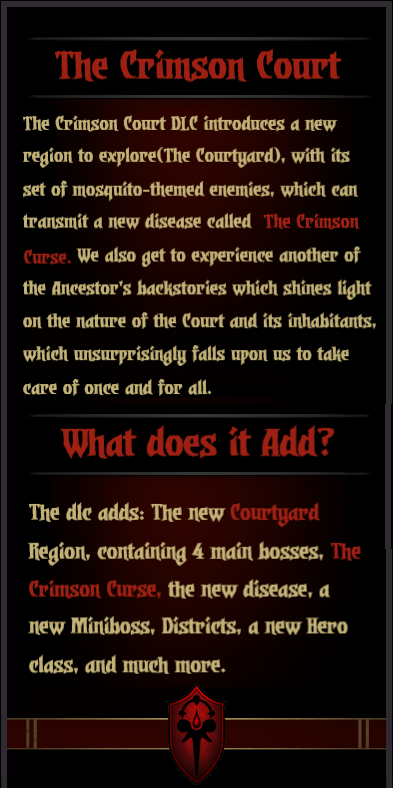 The Crimson Court
The Crimson Court DLC introduces a new
region to explore(The Courtyard), with its
set of mosquito-themed enemies, which can
transmit a new disease called The Crimson
Curse. We also get to experience another of
the Ancestor's backstories which shines light
on the nature of the Court and its inhabitants,
which unsurprisingly falls upon us to take
care of once and for all.
What does it Add?
The dlc adds: The new Courtyard
Region, containing 4 main bosses, The
Crimson Curse, the new disease, a
new Miniboss, Districts, a new Hero
class, and much more.